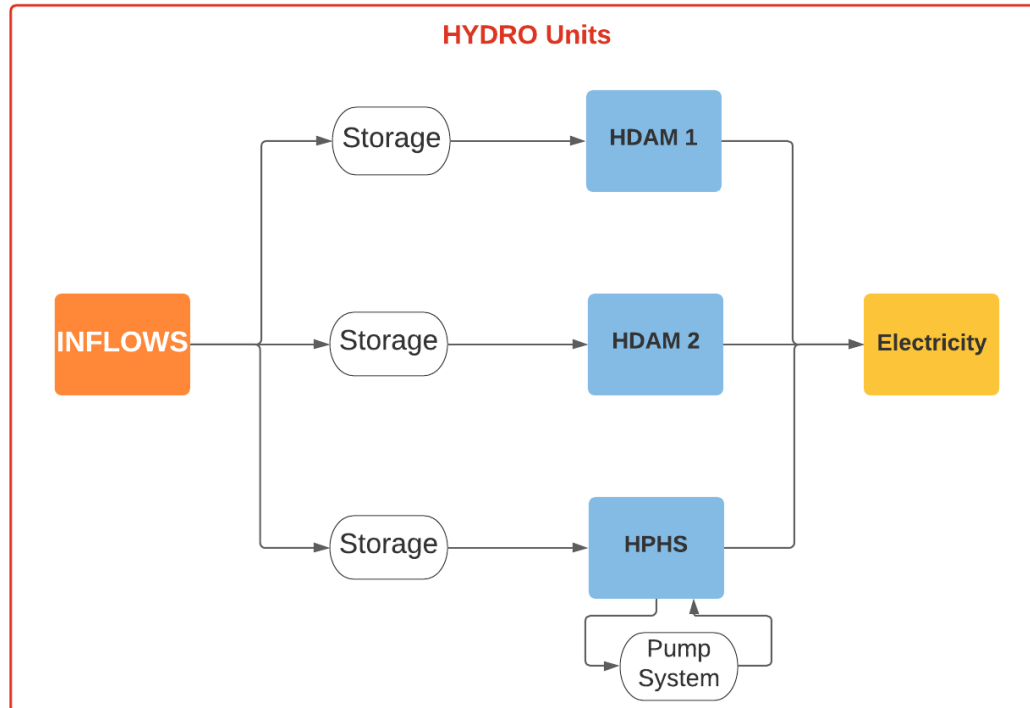 HYDRO Units
Storage
HDAM 1
INFLOWS
Storage
HDAM 2
Electricity
Storage
HPHS
Pump
System